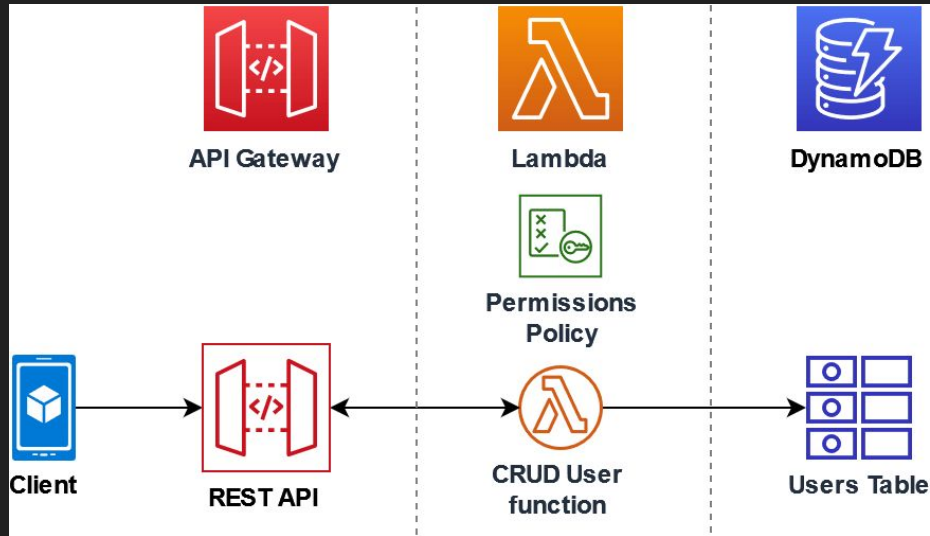 API Gateway
Lambda
DynamoDB
Permissions
Policy
Client
REST API
CRUD User
function
Users Table